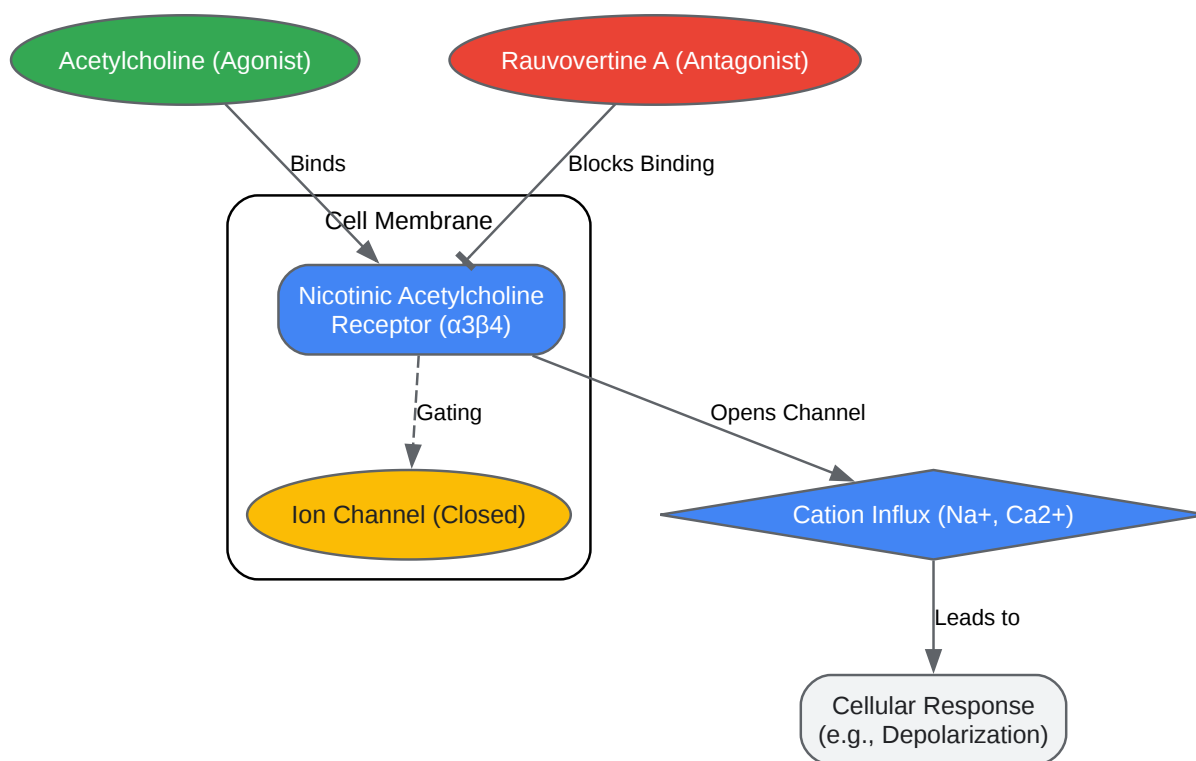 Acetylcholine (Agonist)
Rauvovertine A (Antagonist)
Binds
Blocks Binding
Cell Membrane
Nicotinic Acetylcholine
Receptor (α3β4)
Gating
Opens Channel
Ion Channel (Closed)
Cation Influx (Na+, Ca2+)
Leads to
Cellular Response
(e.g., Depolarization)